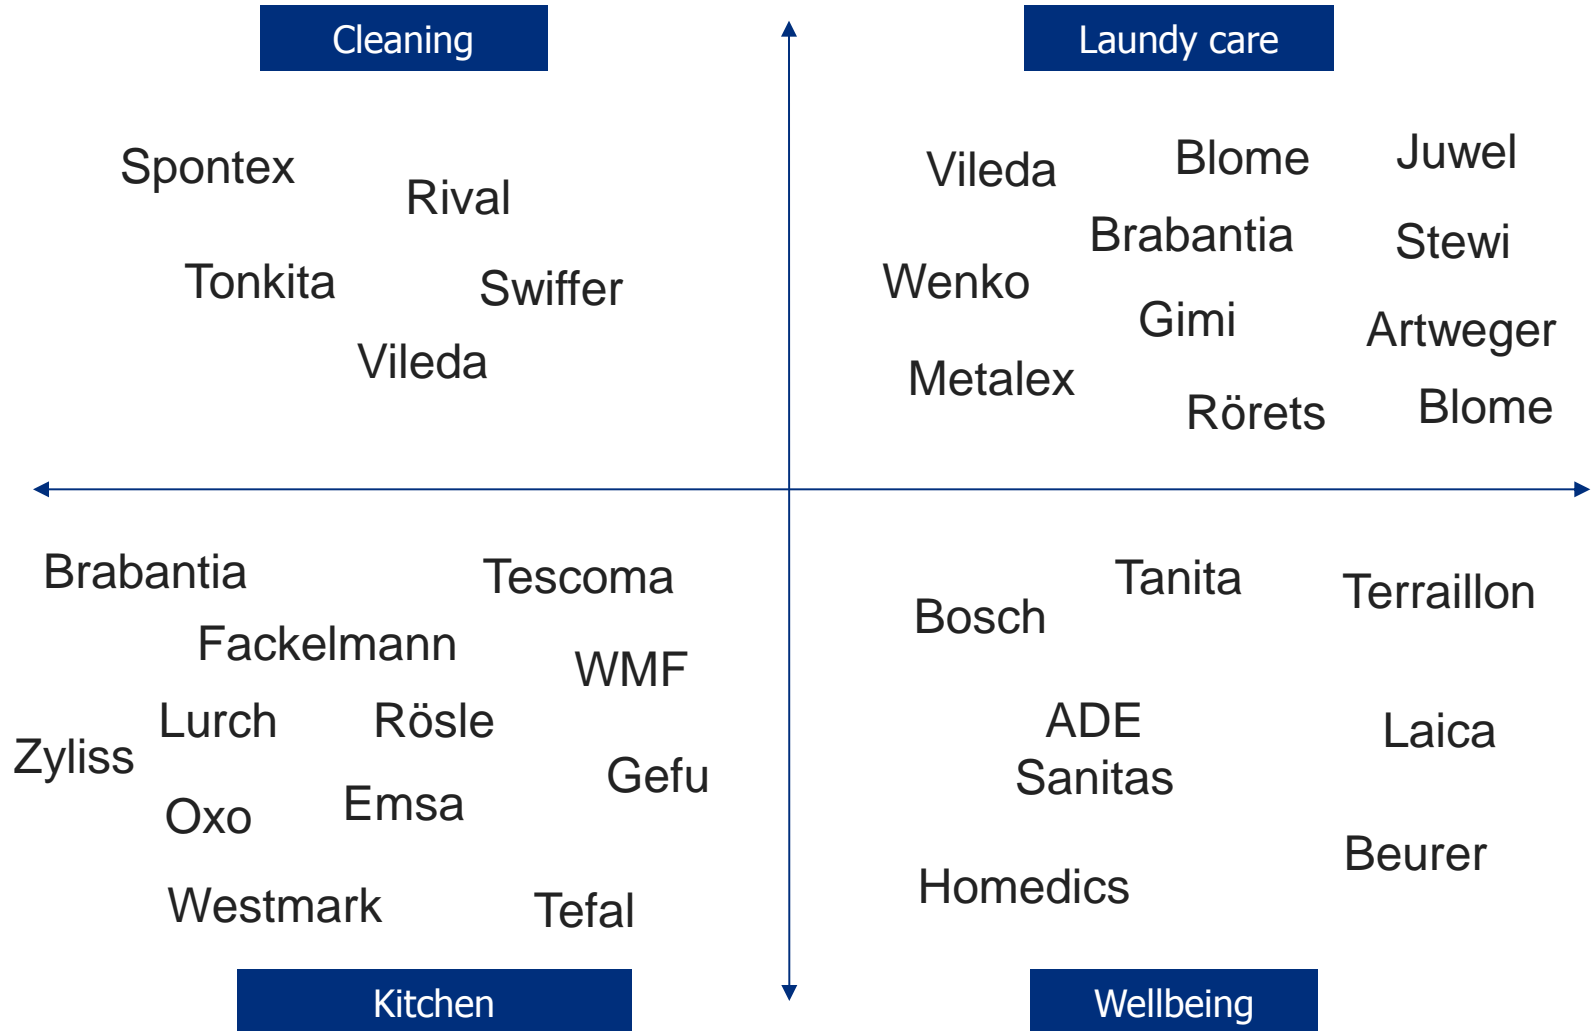 Cleaning
Laundy care
Spontex
Rival
Tonkita
Swiffer
Vileda
Vileda
Blome
Juwel
Brabantia
Stewi
Wenko
Gimi
Artweger
Metalex
Rörets
Blome
Brabantia
Tescoma
Fackelmann
WMF
Lurch
Rösle
Zyliss
Gefu
Oxo
Emsa
Westmark
Tefal
Tanita
Terraillon
Bosch
ADE
Laica
Sanitas
Beurer
Homedics
Kitchen
Wellbeing